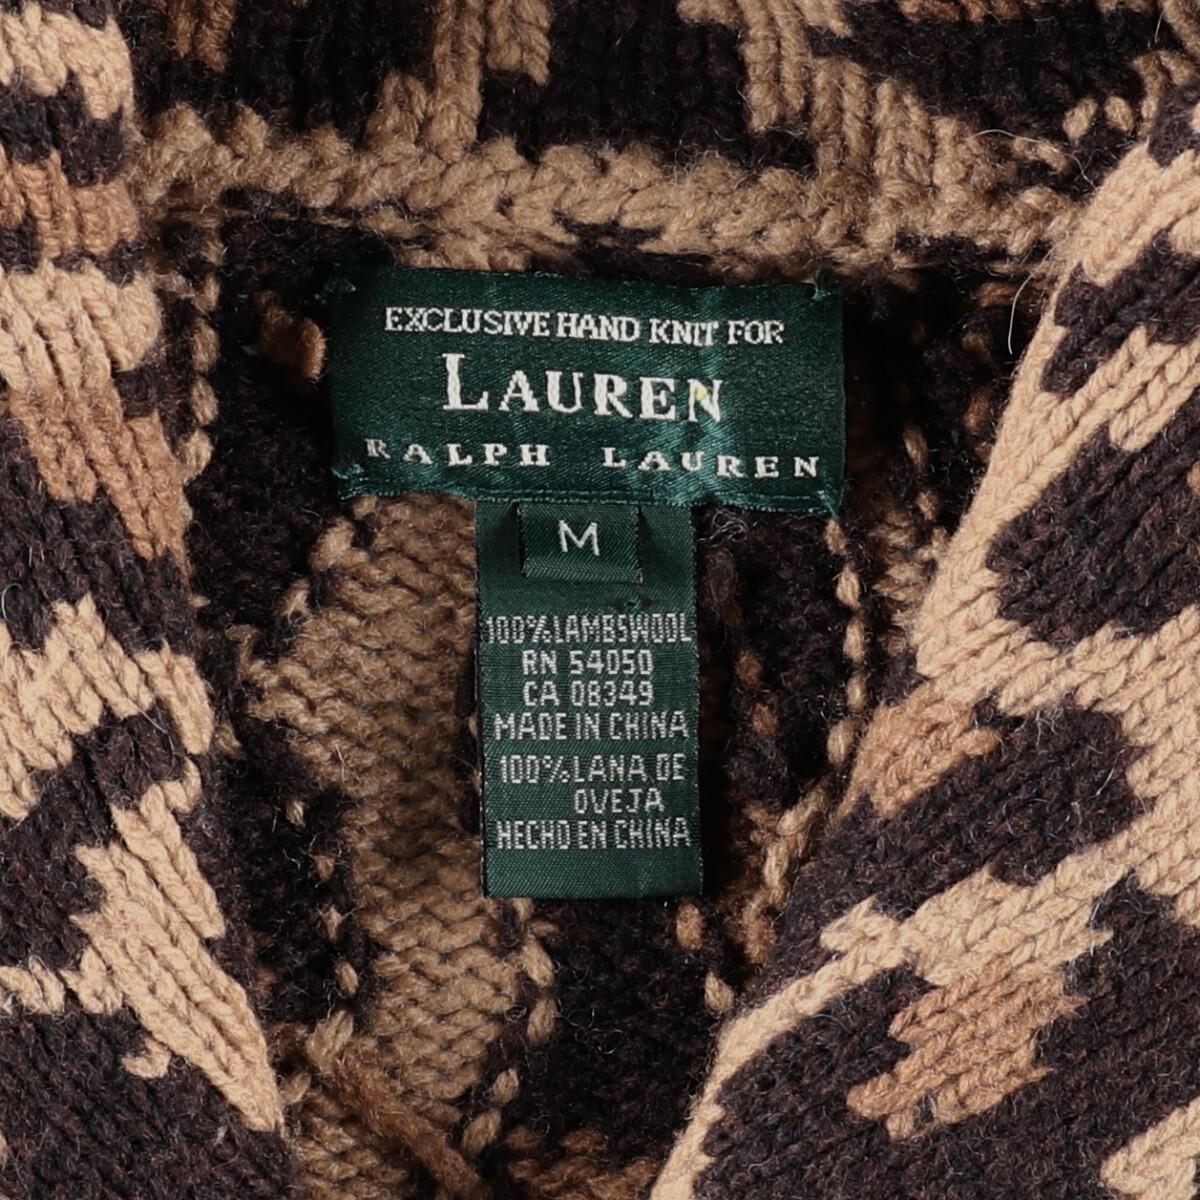 EXCLUSIVE HAND KNIT FOR
LAUREN
RALPH LAUREN
M
100% LAMBSWOOL
RN 54050
CA 08349
MADE IN CHINA
100% LANA DE
OVEJA
HECHO EN CHINA